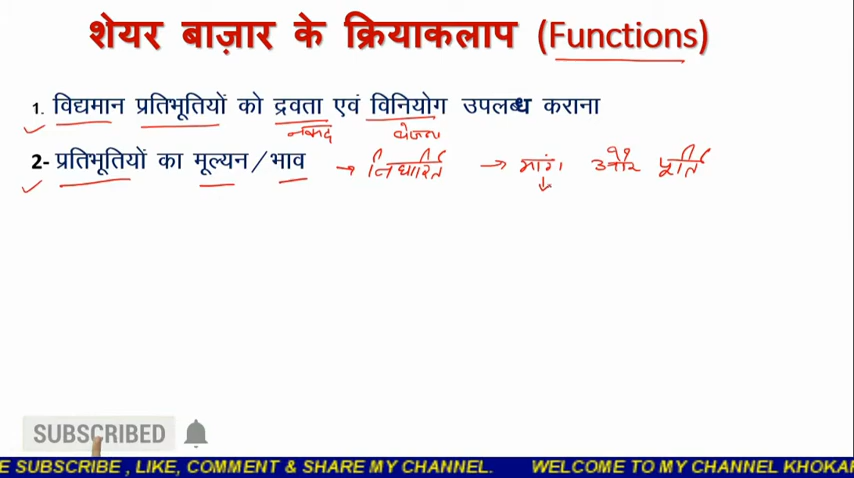 शेयर बाज़ार के क्रियाकलाप (Functions)
1. विद्यमान प्रतिभूतियों को द्रवता एवं विनियोग उपलब्ध कराना
नकद बेचना
2- प्रतिभूतियों का मूल्यन/भाव → निर्धारित → मांग और पूर्ति
SUBSCRIBED
E SUBSCRIBE , LIKE, COMMENT & SHARE MY CHANNEL. WELCOME TO MY CHANNEL KHOKAR